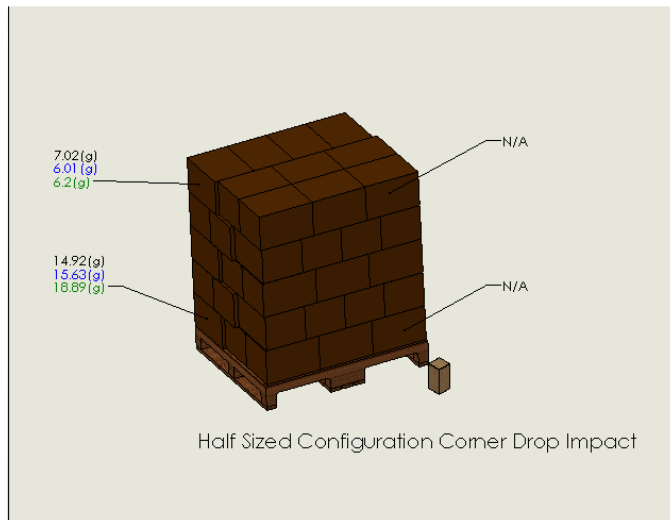 N/A
7.02(g)
6.01(g)
6.2(g)
14.92(g)
15.63(g)
18.89(g)
N/A
Half Sized Configuration Corner Drop Impact